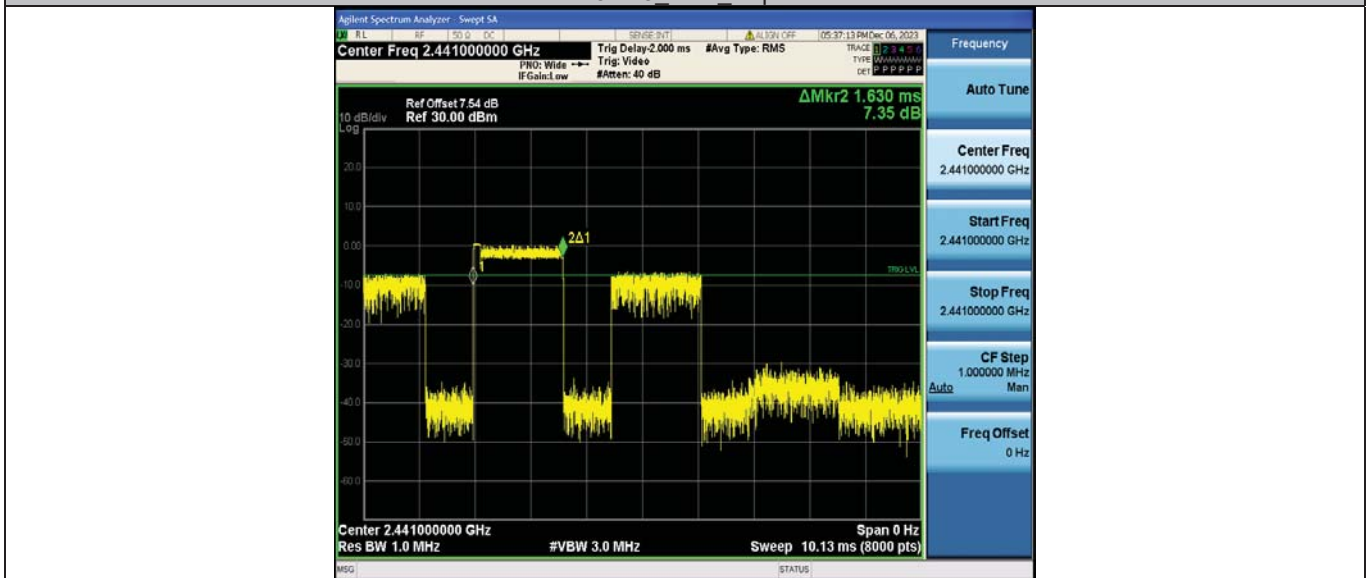 Agilent Spectrum Analyzer - Swept SA
RL RF 50 Ω DC SENSE:INT ALIGN OFF 05:37:13 PM Dec 06, 2023
Center Freq 2.441000000 GHz
Trig Delay-2.000 ms #Avg Type: RMS
TRACE 1 2 3 4 5 6
PNO: Wide
Trig: Video
TYPE
IFGain:Low
#Atten: 40 dB
DET P P P P P P
Ref Offset 7.54 dB
ΔMkr2 1.630 ms
10 dB/div Ref 30.00 dBm
7.35 dB
Log
20.0
10.0
0.00
2Δ1
TRIG LVL
-10.0
-20.0
-30.0
-40.0
-50.0
-60.0
Center 2.441000000 GHz
Span 0 Hz
Res BW 1.0 MHz
#VBW 3.0 MHz
Sweep 10.13 ms (8000 pts)
MSG
STATUS
Frequency
Auto Tune
Center Freq
2.441000000 GHz
Start Freq
2.441000000 GHz
Stop Freq
2.441000000 GHz
CF Step
1.000000 MHz
Auto Man
Freq Offset
0 Hz